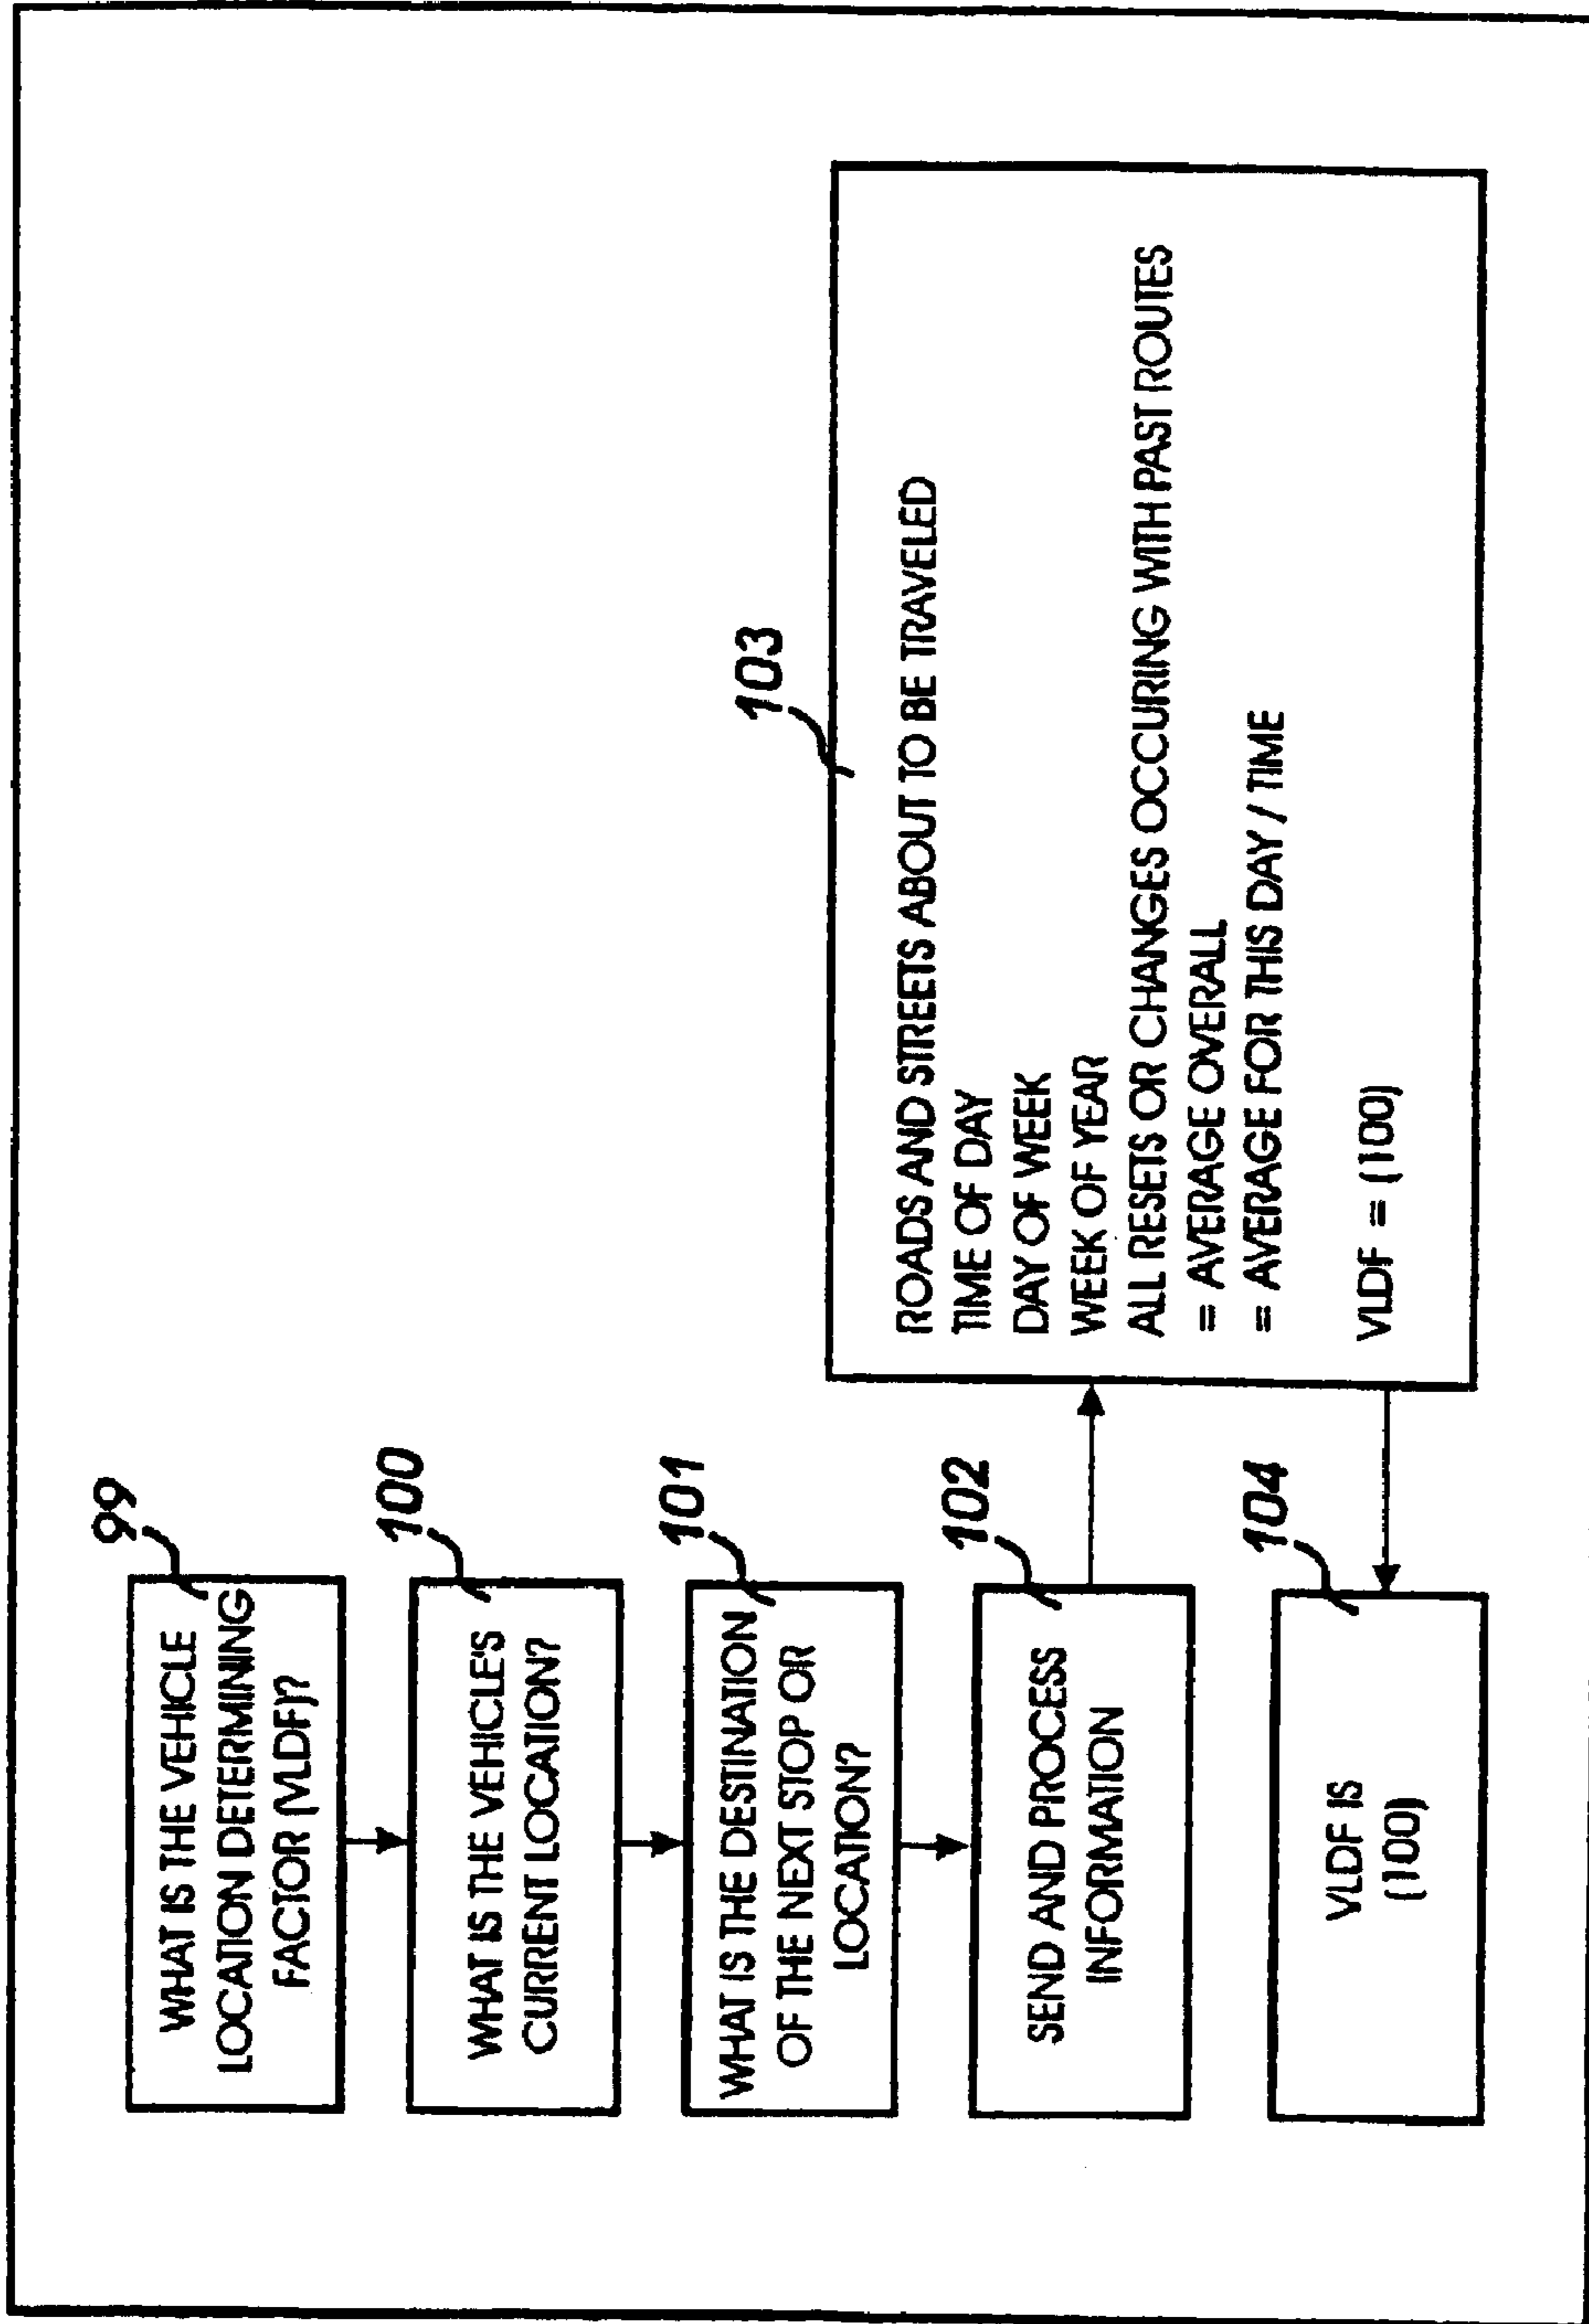 99
WHAT IS THE VEHICLE
LOCATION DETERMINING
FACTOR (VLDF)?
100
WHAT IS THE VEHICLE'S
CURRENT LOCATION?
101
WHAT IS THE DESTINATION
OF THE NEXT STOP OR
LOCATION?
102
SEND AND PROCESS
INFORMATION
103
ROADS AND STREETS ABOUT TO BE TRAVELED
TIME OF DAY
DAY OF WEEK
WEEK OF YEAR
ALL RESETS OR CHANGES OCCURING WITH PAST ROUTES
= AVERAGE OVERALL
= AVERAGE FOR THIS DAY / TIME
VLDF = (100)
104
VLDF IS
(100)